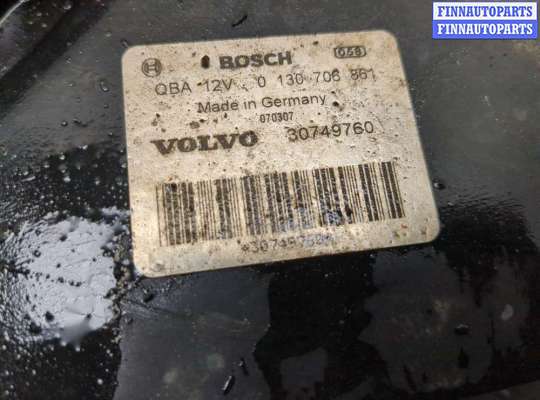 FINNAUTOPARTS
FINNAUTOPARTS
BOSCH
QBA 12V 0 130 706 861
Made in Germany
070307
VOLVO 30749760